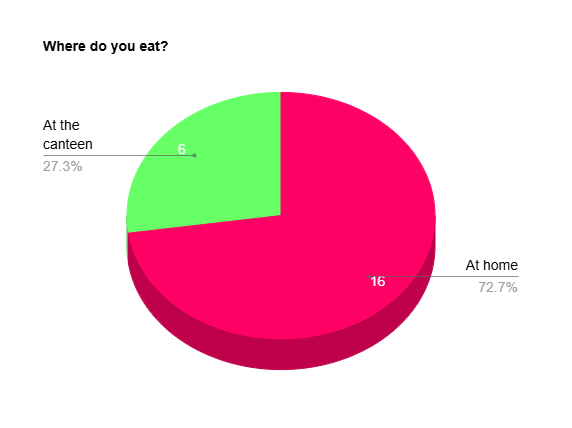 Where do you eat?
At the
canteen
27.3%
6
16
At home
72.7%